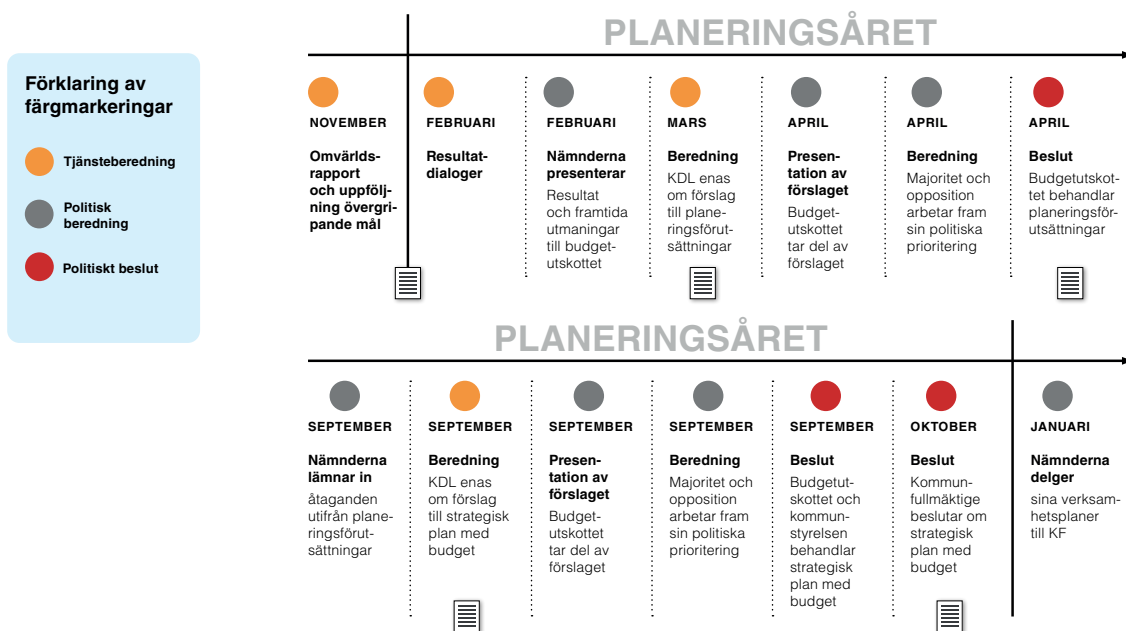 PLANERINGSÅRET
Förklaring av
färgmarkeringar
Tjänsteberedning
Politisk
beredning
Politiskt beslut
NOVEMBER
Omvärlds-
rapport
och uppfölj-
ning övergri-
pande mål
FEBRUARI
Resultat-
dialoger
FEBRUARI
Nämnderna
presenterar
Resultat
och framtida
utmaningar
till budget-
utskottet
MARS
Beredning
KDL enas
om förslag
till plane-
ringsförut-
sättningar
APRIL
Presen-
tation av
förslaget
Budget-
utskottet
tar del av
förslaget
APRIL
Beredning
Majoritet och
opposition
arbetar fram
sin politiska
prioritering
APRIL
Beslut
Budgetutskot-
tet behandlar
planeringsför-
utsättningar
PLANERINGSÅRET
SEPTEMBER
Nämnderna
lämnar in
åtaganden
utifrån plane-
ringsförut-
sättningar
SEPTEMBER
Beredning
KDL enas
om förslag
till strategisk
plan med
budget
SEPTEMBER
Presen-
tation av
förslaget
Budget-
utskottet
tar del av
förslaget
SEPTEMBER
Beredning
Majoritet och
opposition
arbetar fram
sin politiska
prioritering
SEPTEMBER
Beslut
Budgetut-
skottet och
kommun-
styrelsen
behandlar
strategisk
plan med
budget
OKTOBER
Beslut
Kommun-
fullmäktige
beslutar om
strategisk
plan med
budget
JANUARI
Nämnderna
delger
sina verksam-
hetsplaner
till KF